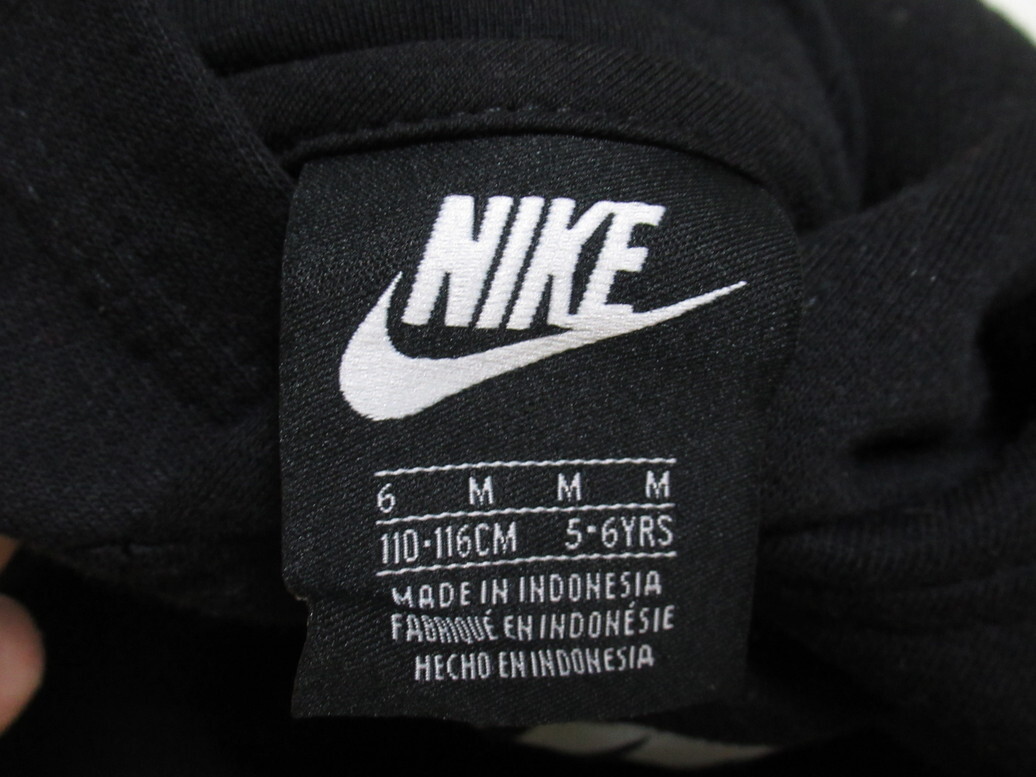 NIKE
6 M M M
110-116CM 5-6YRS
MADE IN INDONESIA
FABRIQUÉ EN INDONÉSIE
HECHO EN INDONESIA